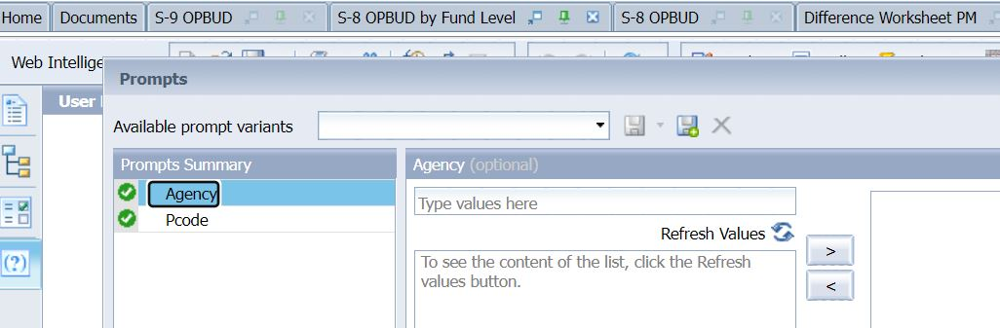 Home Documents S-9 OPBUD S-8 OPBUD by Fund Level S-8 OPBUD Difference Worksheet PM
Web Intellige
Prompts
User
Available prompt variants
Prompts Summary
Agency (optional)
Agency
Type values here
Pcode
Refresh Values
To see the content of the list, click the Refresh
values button.
>
<
(?)